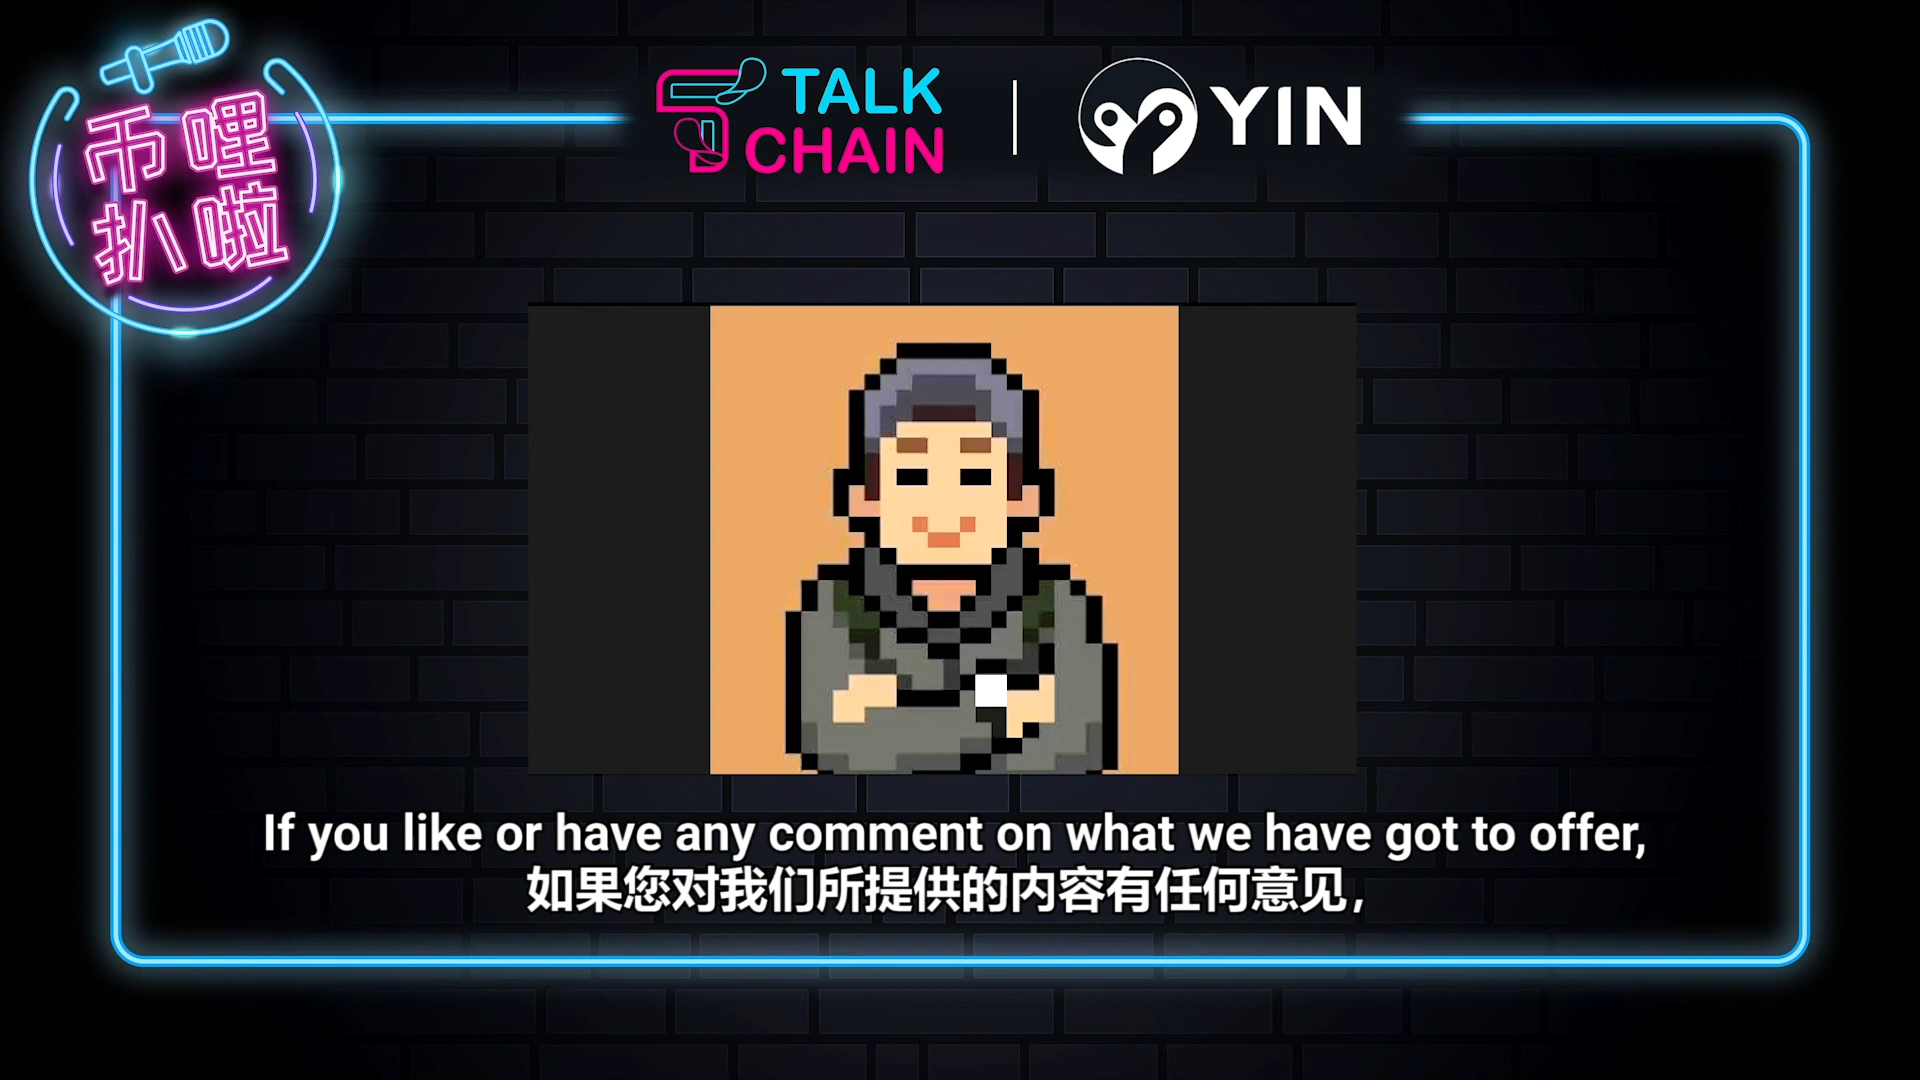 币哩
扒啦
TALK
CHAIN
YIN
If you like or have any comment on what we have got to offer,
如果您对我们所提供的内容有任何意见，